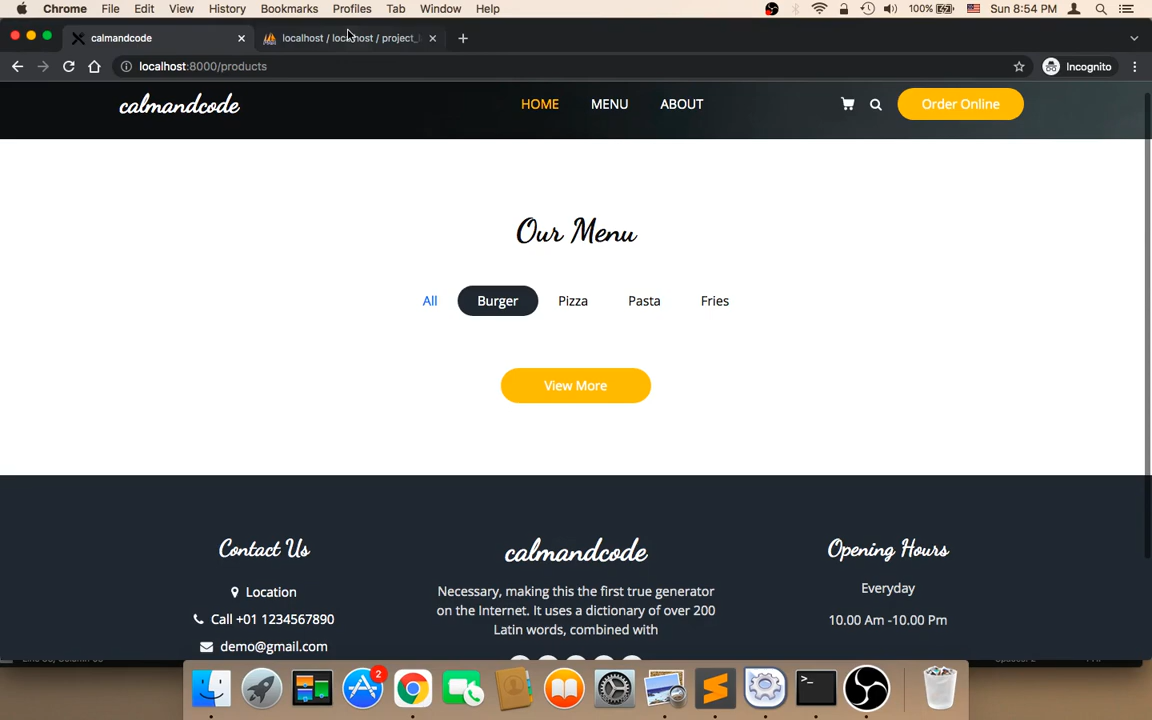 Chrome File Edit View History Bookmarks Profiles Tab Window Help 100% Sun 8:54 PM
calmandcode localhost / localhost / project_
localhost:8000/products Incognito
calmandcode HOME MENU ABOUT Order Online
Our Menu
All Burger Pizza Pasta Fries
View More
Contact Us calmandcode Opening Hours
Location Necessary, making this the first true generator Everyday
Call +01 1234567890 on the Internet. It uses a dictionary of over 200 10.00 Am -10.00 Pm
demo@gmail.com Latin words, combined with
2